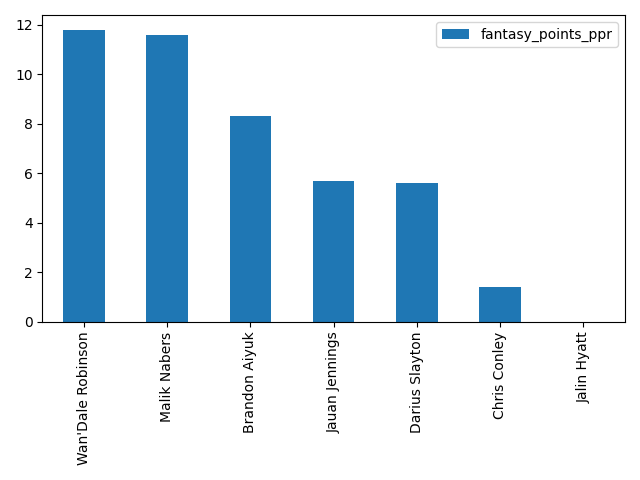 fantasy_points_ppr
12
10
8
6
4
2
0
Wan'Dale Robinson
Malik Nabers
Brandon Aiyuk
Jauan Jennings
Darius Slayton
Chris Conley
Jalin Hyatt